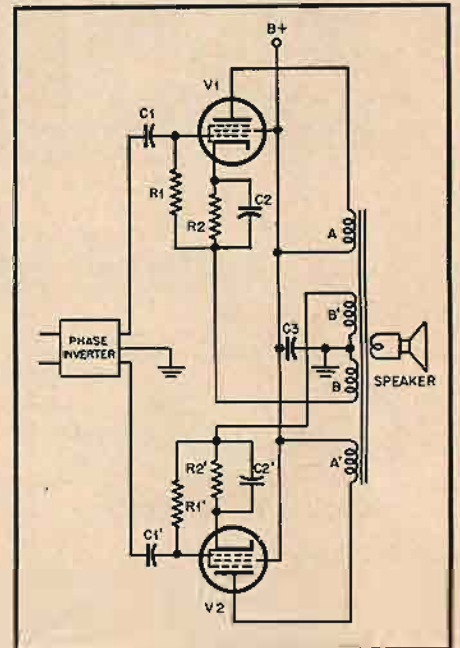 B+
V1
C1
R1
R2
C2
A
B'
C3
PHASE
INVERTER
B
SPEAKER
A'
R2'
C2'
R1'
C1'
V2